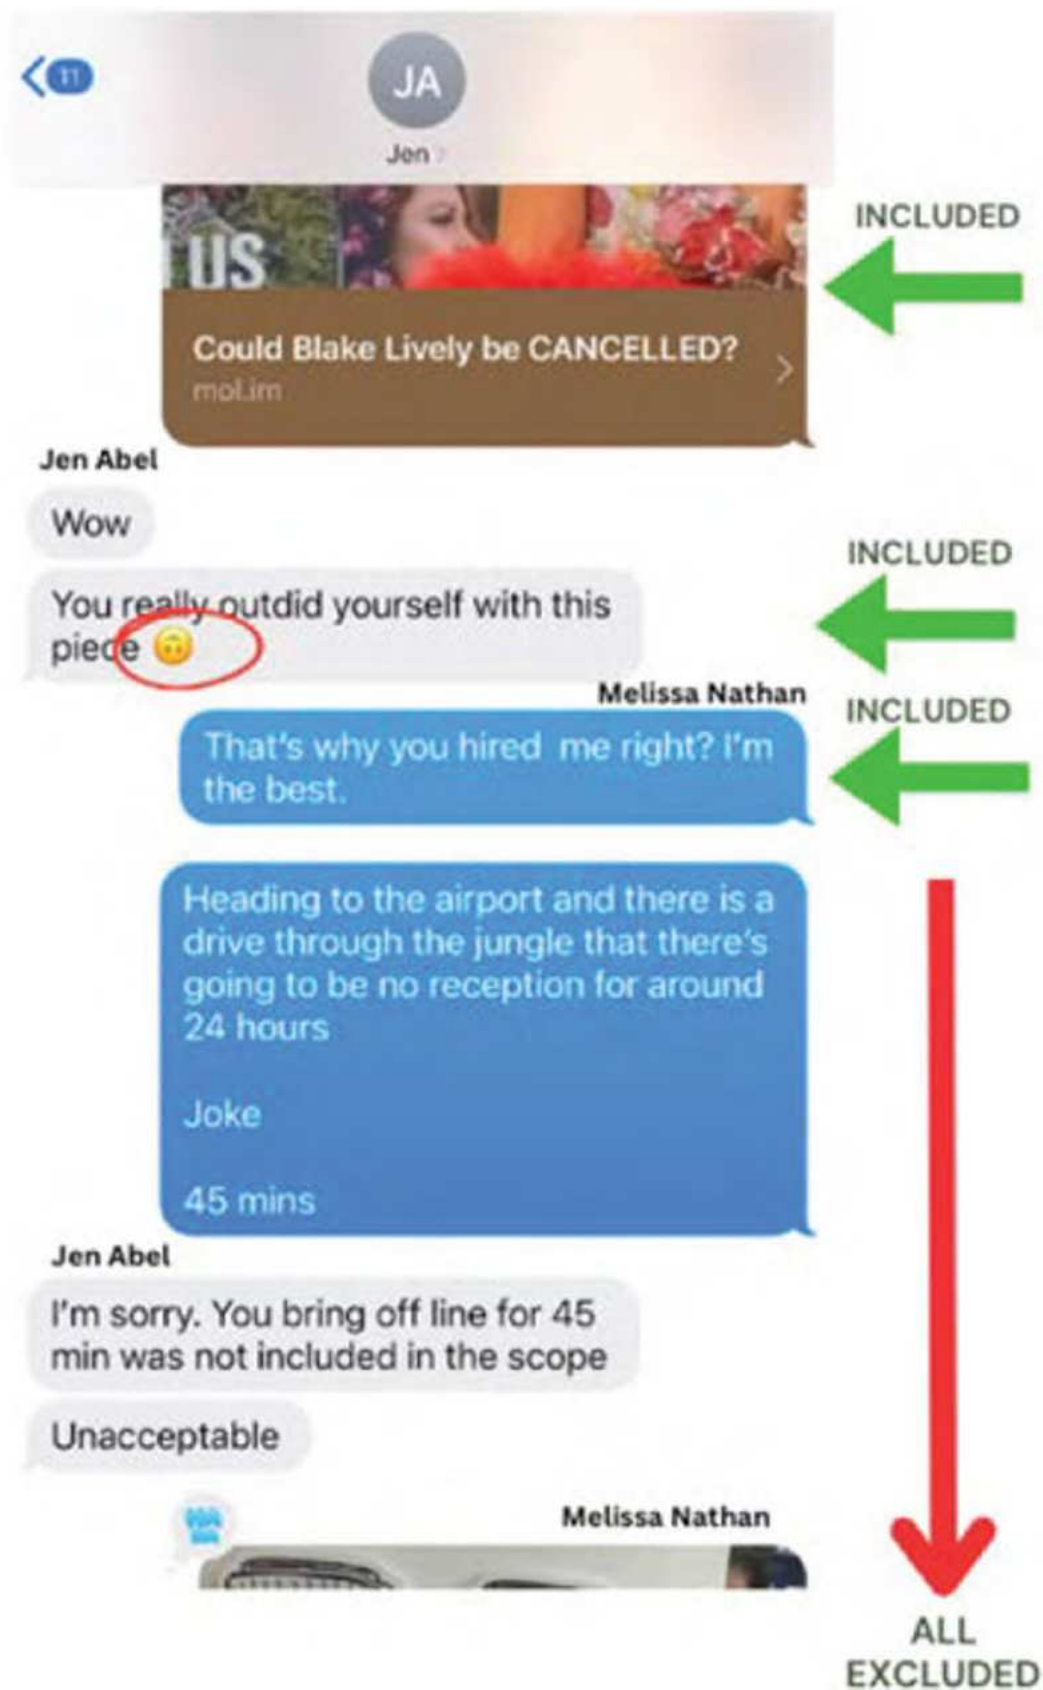 11
JA
Jen
INCLUDED
US
Could Blake Lively be CANCELLED?
mol.im
Jen Abel
Wow
INCLUDED
You really outdid yourself with this
piece 🙃
Melissa Nathan
INCLUDED
That's why you hired me right? I'm
the best.
Heading to the airport and there is a
drive through the jungle that there's
going to be no reception for around
24 hours
Joke
45 mins
Jen Abel
I'm sorry. You bring off line for 45
min was not included in the scope
Unacceptable
Melissa Nathan
ALL
EXCLUDED